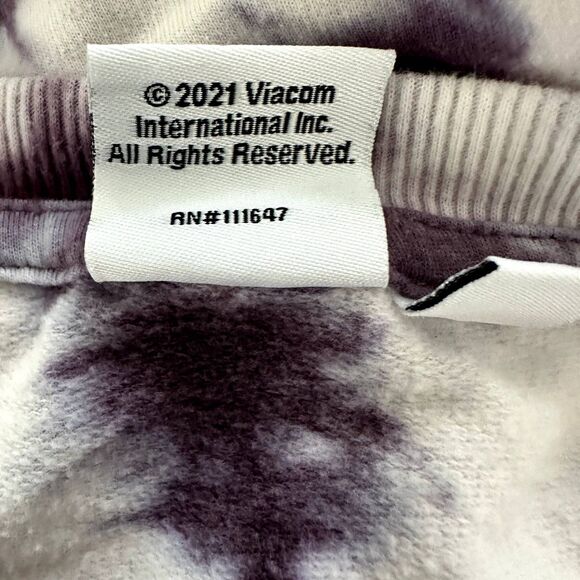 © 2021 Viacom
International Inc.
All Rights Reserved.
RN#111647